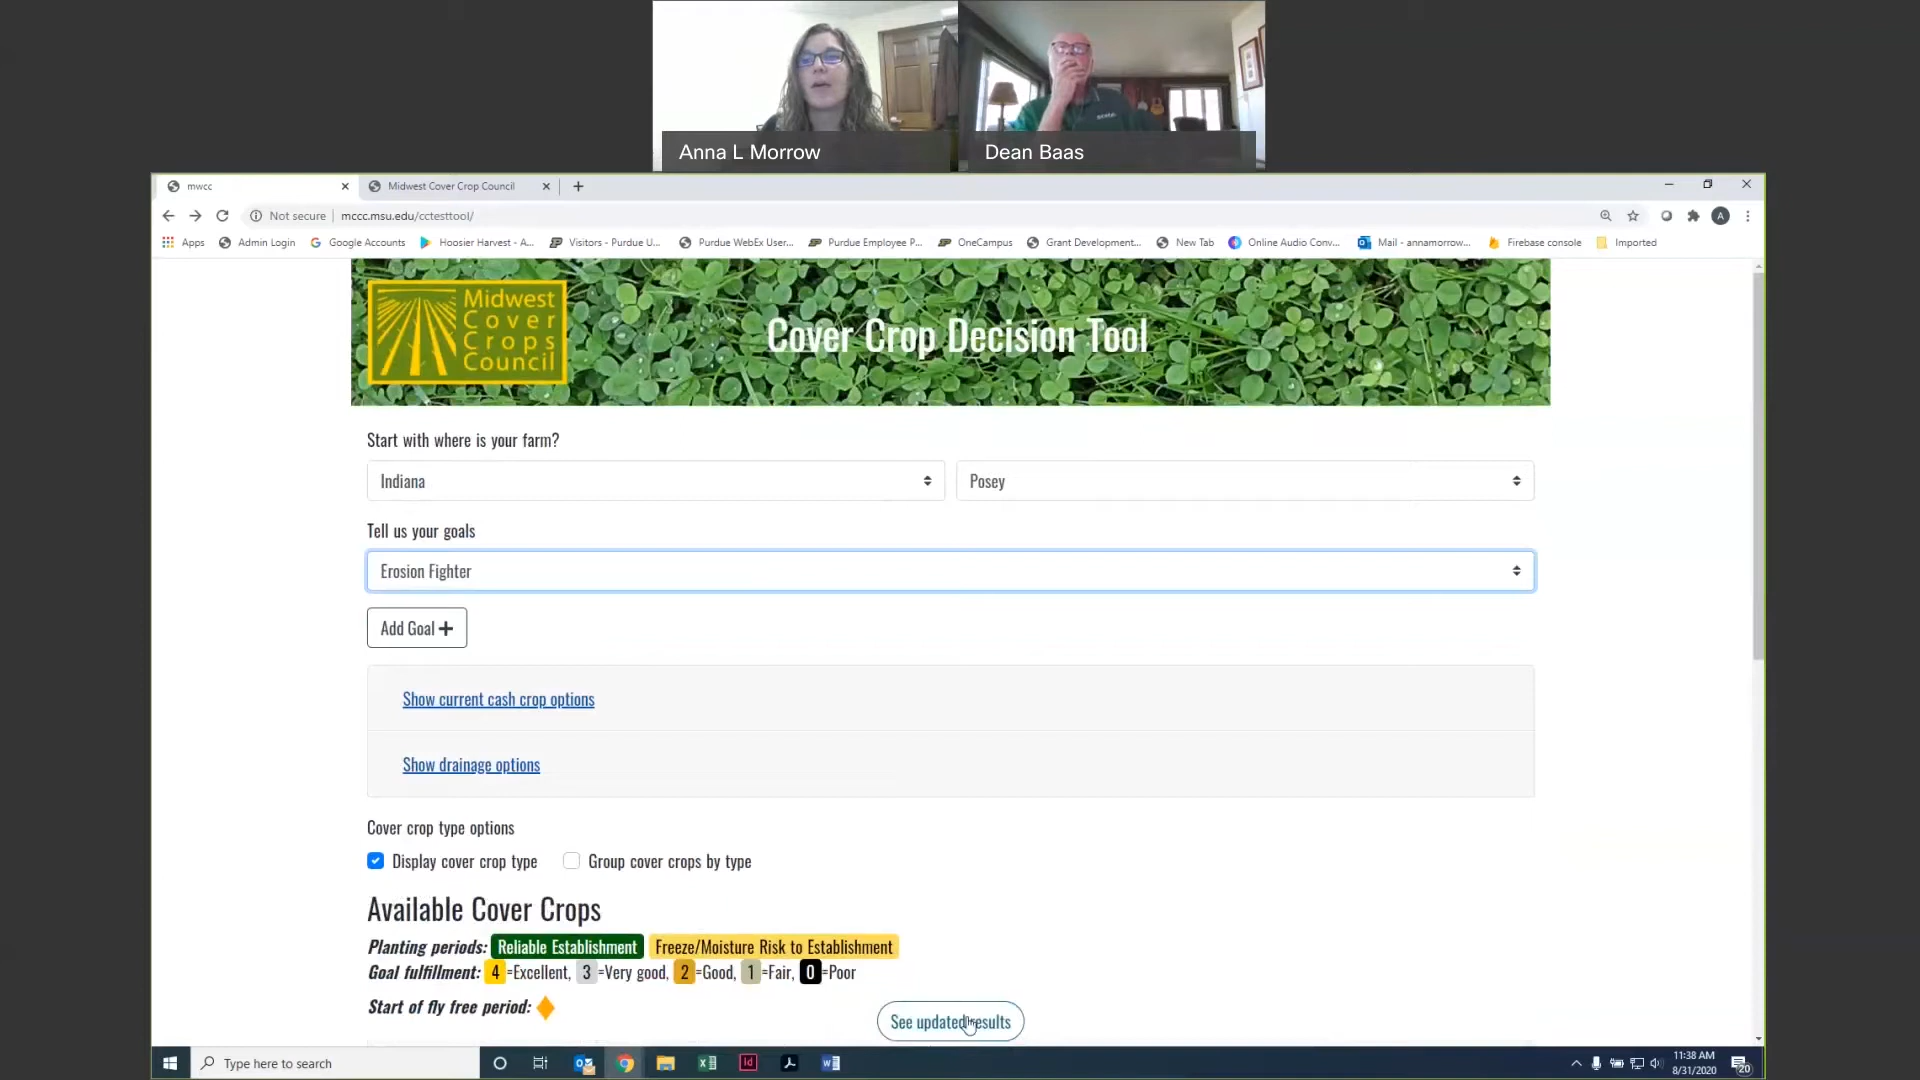 Anna L Morrow
Dean Baas
mwcc
Midwest Cover Crop Council
Not secure
mccc.msu.edu/cctesttool/
A
Apps
Admin Login
Google Accounts
Hoosier Harvest - A...
Visitors - Purdue U...
Purdue WebEx User...
Purdue Employee P...
OneCampus
Grant Development...
New Tab
Online Audio Conv...
Mail - annamorrow...
Firebase console
Imported
Midwest
Cover
Crops
Council
Cover Crop Decision Tool
Start with where is your farm?
Indiana
Posey
Tell us your goals
Erosion Fighter
Add Goal
Show current cash crop options
Show drainage options
Cover crop type options
Display cover crop type
Group cover crops by type
Available Cover Crops
Planting periods: Reliable Establishment Freeze/Moisture Risk to Establishment
Goal fulfillment: 4 =Excellent, 3 =Very good, 2 =Good, 1 =Fair, 0 =Poor
Start of fly free period:
See updated results
Type here to search
11:38 AM
8/31/2020
20